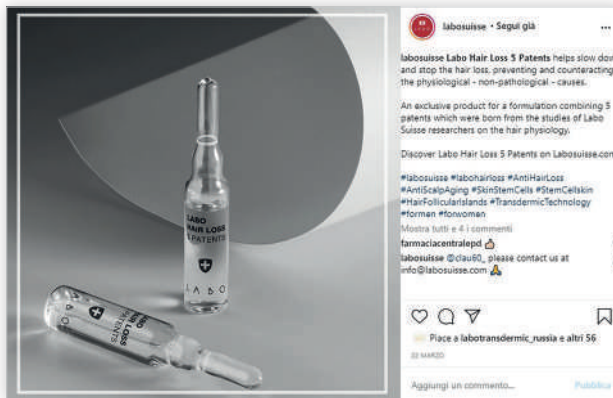 LABO
HAIR LOSS
5 PATENTS
LABO
LABO
HAIR LOSS
PATENTS
labosuisse • Segui già
labosuisse Labo Hair Loss 5 Patents helps slow down
and stop the hair loss, preventing and counteracting
the physiological - non-pathological - causes.
An exclusive product for a formulation combining 5
patents which were born from the studies of Labo
Suisse researchers on the hair physiology.
Discover Labo Hair Loss 5 Patents on Labosuisse.com
#labosuisse #labohairloss #AntiHairLoss
#AntiScalpAging #SkinStemCells #StemCellskin
#HairFollicularIslands #TransdermicTechnology
#formen #forwomen
Mostra tutti e 4 i commenti
farmaciacentralepd 👍
labosuisse @clau60_ please contact us at
info@labosuisse.com 🙏
Piace a labotransdermic_russia e altri 56
22 MARZO
Aggiungi un commento...
Pubblica